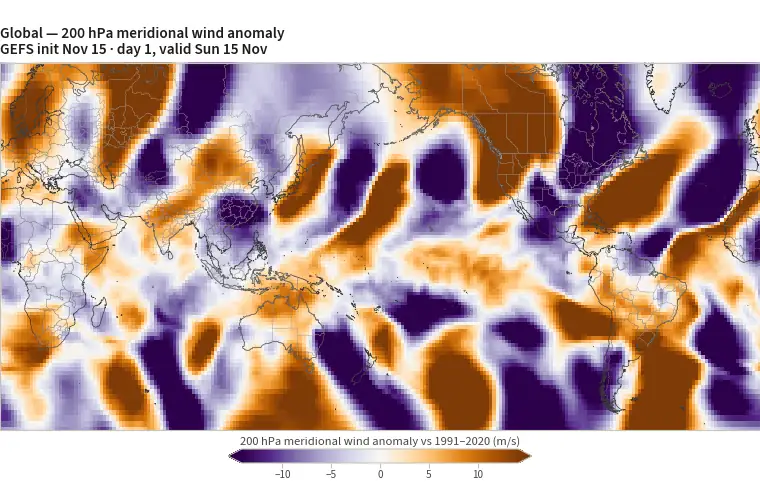 Global — 200 hPa meridional wind anomaly
GEFS init Nov 15 · day 1, valid Sun 15 Nov
200 hPa meridional wind anomaly vs 1991–2020 (m/s)
−10 −5 0 5 10